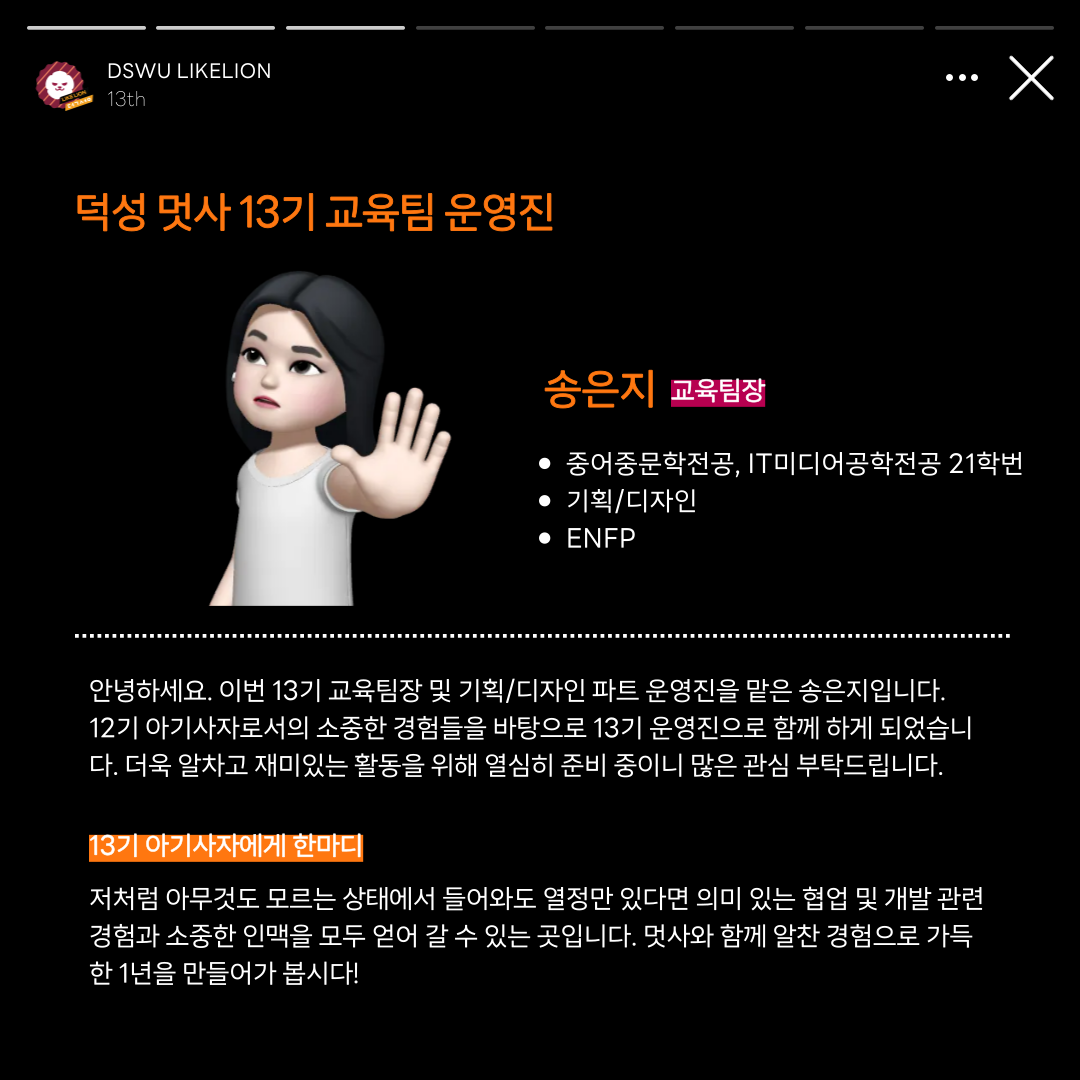 DSWU LIKELION
13th
덕성 멋사 13기 교육팀 운영진
송은지 교육팀장
중어중문학전공, IT미디어공학전공 21학번
기획/디자인
ENFP
안녕하세요. 이번 13기 교육팀장 및 기획/디자인 파트 운영진을 맡은 송은지입니다.
12기 아기사자로서의 소중한 경험들을 바탕으로 13기 운영진으로 함께 하게 되었습니
다. 더욱 알차고 재미있는 활동을 위해 열심히 준비 중이니 많은 관심 부탁드립니다.
13기 아기사자에게 한마디
저처럼 아무것도 모르는 상태에서 들어와도 열정만 있다면 의미 있는 협업 및 개발 관련
경험과 소중한 인맥을 모두 얻어 갈 수 있는 곳입니다. 멋사와 함께 알찬 경험으로 가득
한 1년을 만들어가 봅시다!